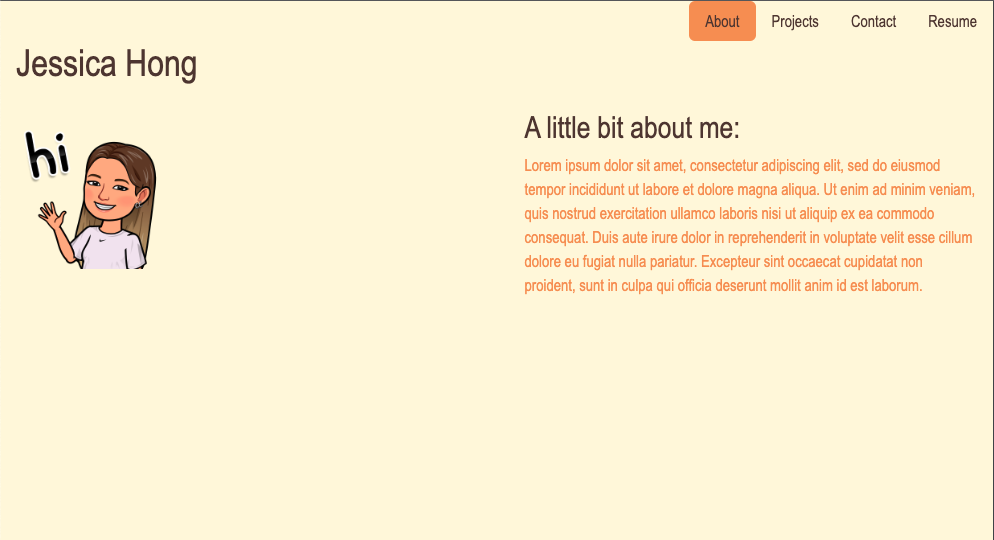 About Projects Contact Resume
Jessica Hong
hi
A little bit about me:
Lorem ipsum dolor sit amet, consectetur adipiscing elit, sed do eiusmod
tempor incididunt ut labore et dolore magna aliqua. Ut enim ad minim veniam,
quis nostrud exercitation ullamco laboris nisi ut aliquip ex ea commodo
consequat. Duis aute irure dolor in reprehenderit in voluptate velit esse cillum
dolore eu fugiat nulla pariatur. Excepteur sint occaecat cupidatat non
proident, sunt in culpa qui officia deserunt mollit anim id est laborum.